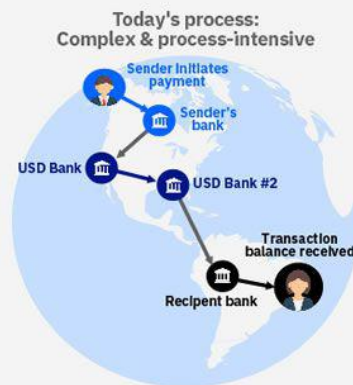 Today's process:
Complex & process-intensive
Sender Initiates
payment
Sender's
bank
USD Bank
USD Bank #2
Transaction
balance received
Recipent bank